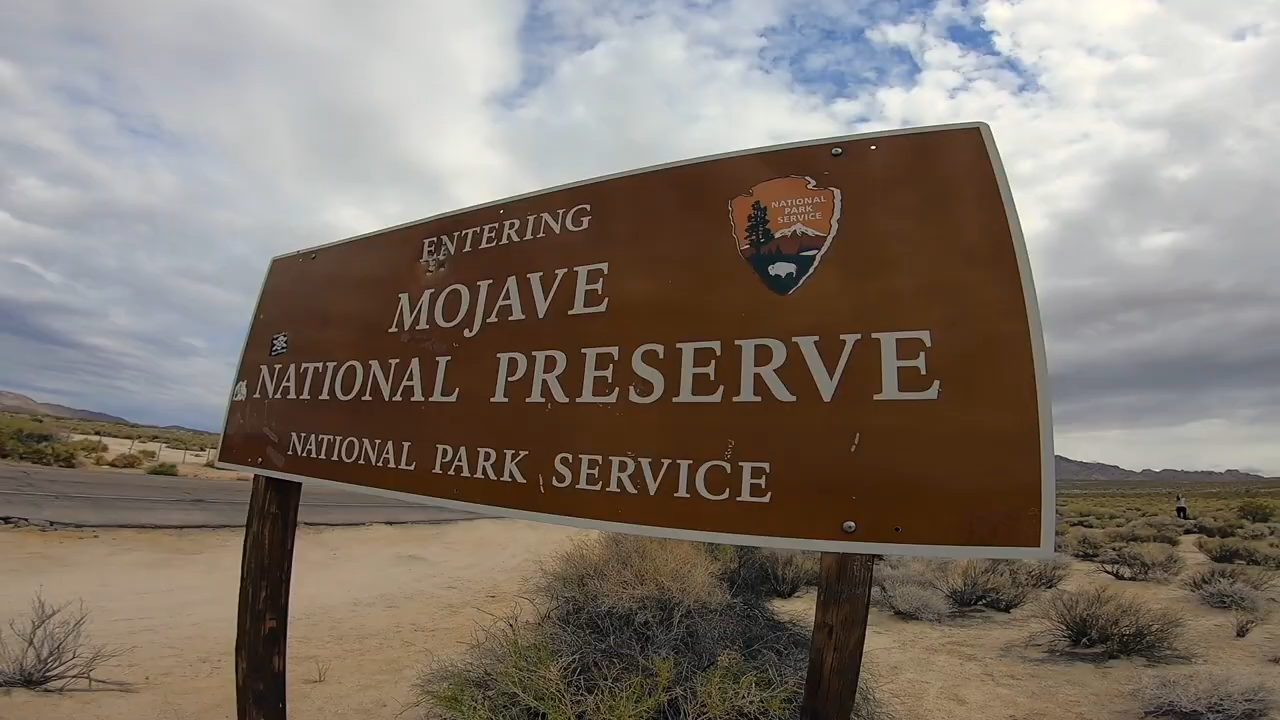 ENTERING
MOJAVE
NATIONAL PRESERVE
NATIONAL PARK SERVICE
NATIONAL
PARK
SERVICE